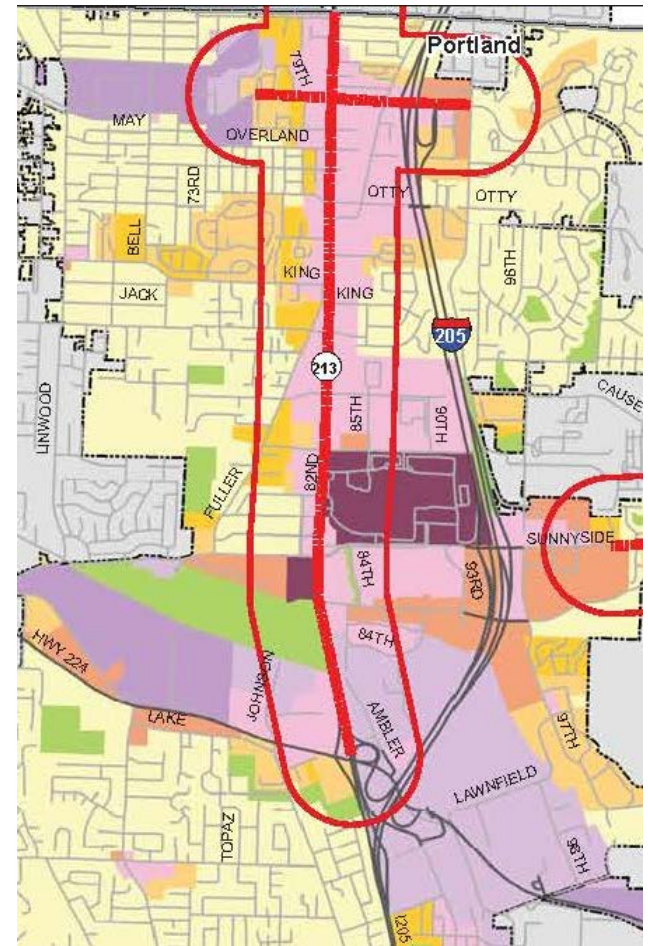 Portland
79TH
MAY
OVERLAND
73RD
OTTY
OTTY
BELL
96TH
KING
KING
JACK
205
213
CAUSE
LINWOOD
85TH
90TH
82ND
FULLER
SUNNYSIDE
84TH
93RD
84TH
HWY 224
JOHNSON
LAKE
AMBLER
97TH
LAWNFIELD
TOPAZ
98TH
I205